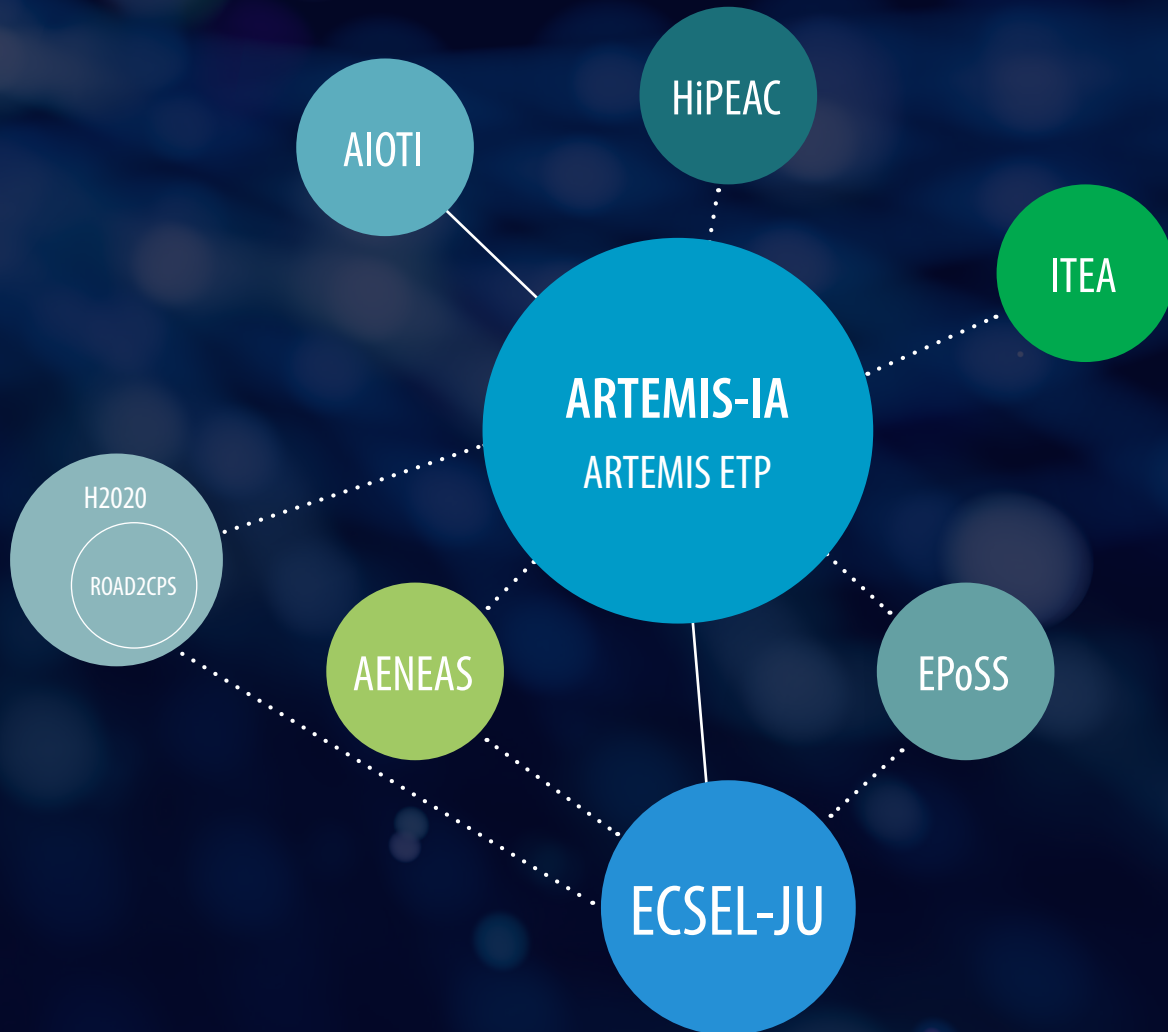 HiPEAC
AIOTI
ITEA
ARTEMIS-IA
ARTEMIS ETP
H2020
ROAD2CPS
AENEAS
EPoSS
ECSEL-JU